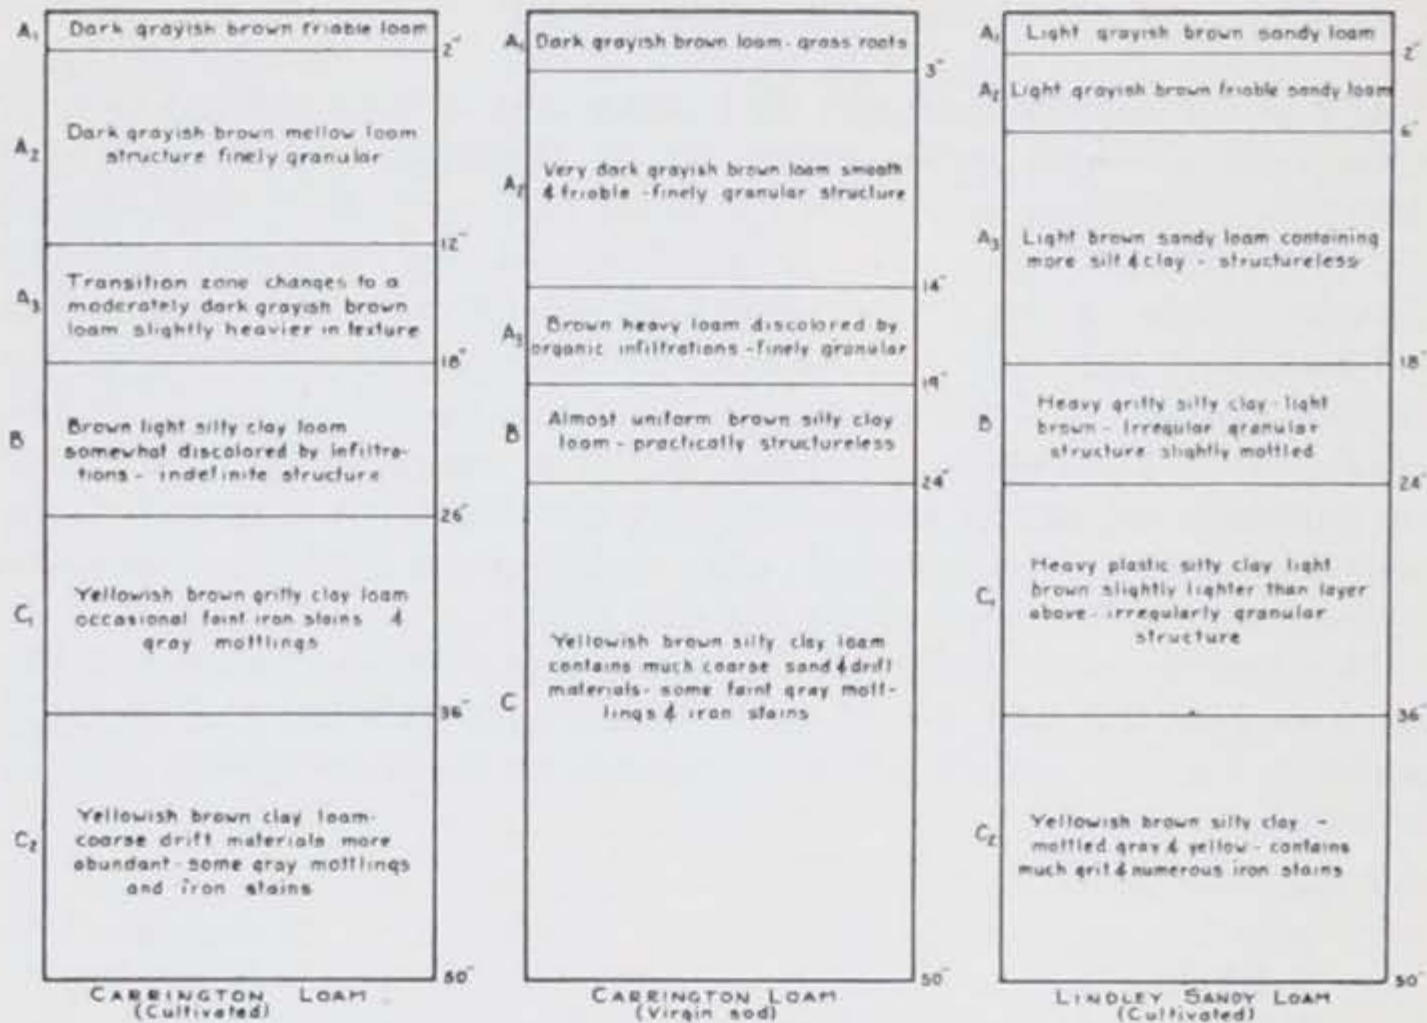 A₁
Dark grayish brown friable loam
2"
A₂
Dark grayish brown mellow loam
structure finely granular
12"
A₃
Transition zone changes to a
moderately dark grayish brown
loam slightly heavier in texture
18"
B
Brown light silty clay loam
somewhat discolored by infiltra-
tions - indefinite structure
26"
C₁
Yellowish brown gritty clay loam
occasional faint iron stains &
gray mottlings
36"
C₂
Yellowish brown clay loam-
coarse drift materials more
abundant - some gray mottlings
and iron stains
50"
CARRINGTON LOAM
(Cultivated)
A₁
Dark grayish brown loam - grass roots
3"
A₂
Very dark grayish brown loam smooth
& friable - finely granular structure
14"
A₃
Brown heavy loam discolored by
organic infiltrations - finely granular
19"
B
Almost uniform brown silty clay
loam - practically structureless
24"
C
Yellowish brown silty clay loam
contains much coarse sand & drift
materials - some faint gray mott-
lings & iron stains
50"
CARRINGTON LOAM
(Virgin sod)
A₁
Light grayish brown sandy loam
2"
A₂
Light grayish brown friable sandy loam
6"
A₃
Light brown sandy loam containing
more silt & clay - structureless
18"
B
Heavy gritty silty clay - light
brown - Irregular granular
structure slightly mottled
24"
C₁
Heavy plastic silty clay light
brown slightly lighter than layer
above - irregularly granular
structure
36"
C₂
Yellowish brown silty clay -
mottled gray & yellow - contains
much grit & numerous iron stains
50"
LINDLEY SANDY LOAM
(Cultivated)